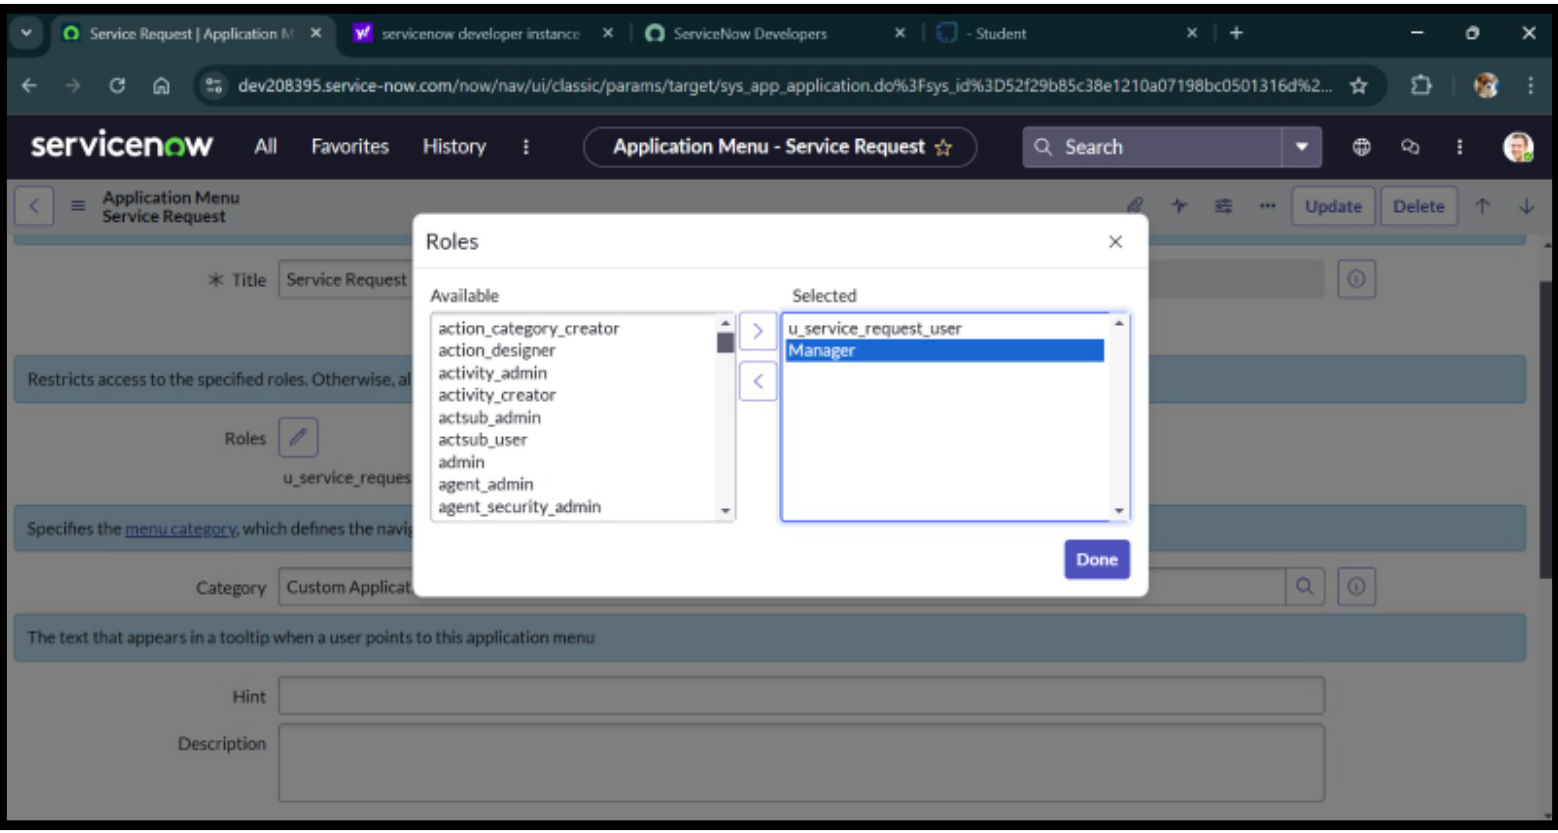 Service Request | Application M
servicenow developer instance
ServiceNow Developers
- Student
dev208395.service-now.com/now/nav/ui/classic/params/target/sys_app_application.do%3Fsys_id%3D52f29b85c38e1210a07198bc0501316d%2...
servicenow
All
Favorites
History
Application Menu - Service Request
Search
Application Menu
Service Request
Update
Delete
Roles
Title
Service Request
Available
Selected
action_category_creator
action_designer
activity_admin
activity_creator
actsub_admin
actsub_user
admin
agent_admin
agent_security_admin
u_service_request_user
Manager
Done
Restricts access to the specified roles. Otherwise, al
Roles
u_service_reques
Specifies the menu category, which defines the navig
Category
Custom Applicat
The text that appears in a tooltip when a user points to this application menu
Hint
Description